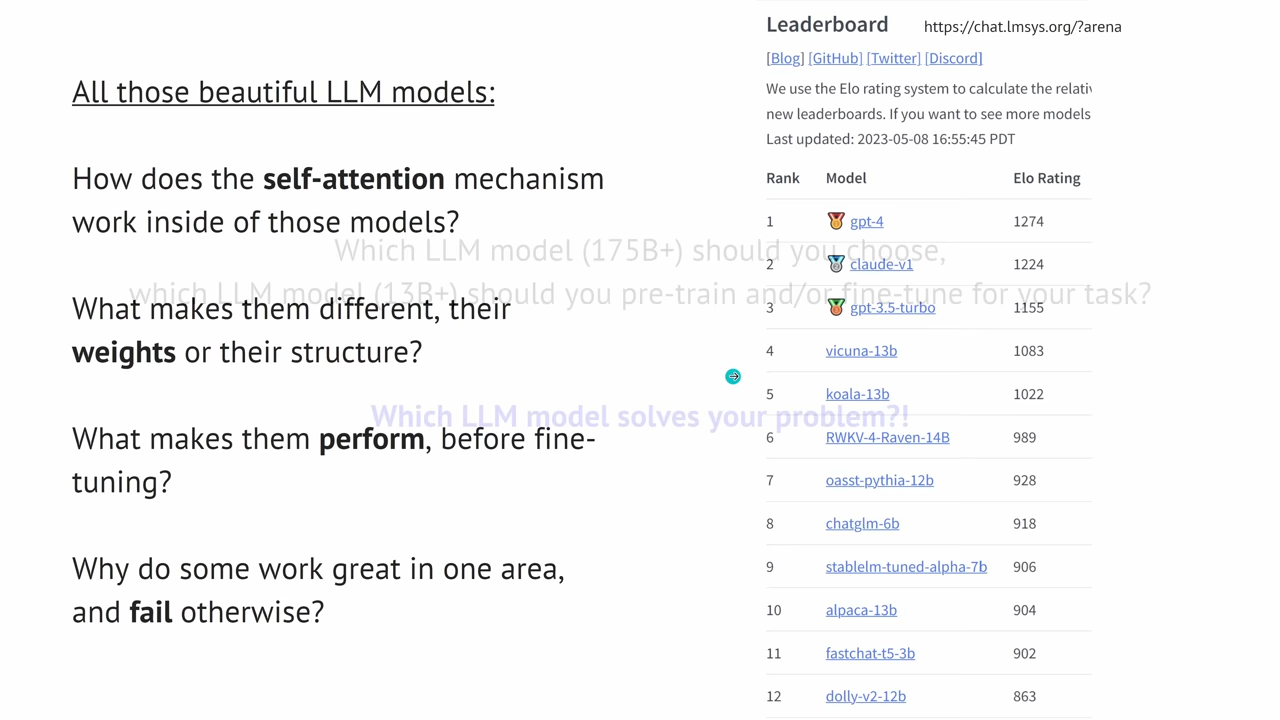 All those beautiful LLM models:
How does the self-attention mechanism
work inside of those models?
What makes them different, their
weights or their structure?
What makes them perform, before fine-
tuning?
Why do some work great in one area,
and fail otherwise?
Which LLM model (175B+) should you choose,
which LLM model (13B+) should you pre-train and/or fine-tune for your task?
Which LLM model solves your problem?!
Leaderboard https://chat.lmsys.org/?arena
[Blog] [GitHub] [Twitter] [Discord]
We use the Elo rating system to calculate the relativ
new leaderboards. If you want to see more models
Last updated: 2023-05-08 16:55:45 PDT
Rank Model Elo Rating
1 gpt-4 1274
2 claude-v1 1224
3 gpt-3.5-turbo 1155
4 vicuna-13b 1083
5 koala-13b 1022
6 RWKV-4-Raven-14B 989
7 oasst-pythia-12b 928
8 chatglm-6b 918
9 stablelm-tuned-alpha-7b 906
10 alpaca-13b 904
11 fastchat-t5-3b 902
12 dolly-v2-12b 863